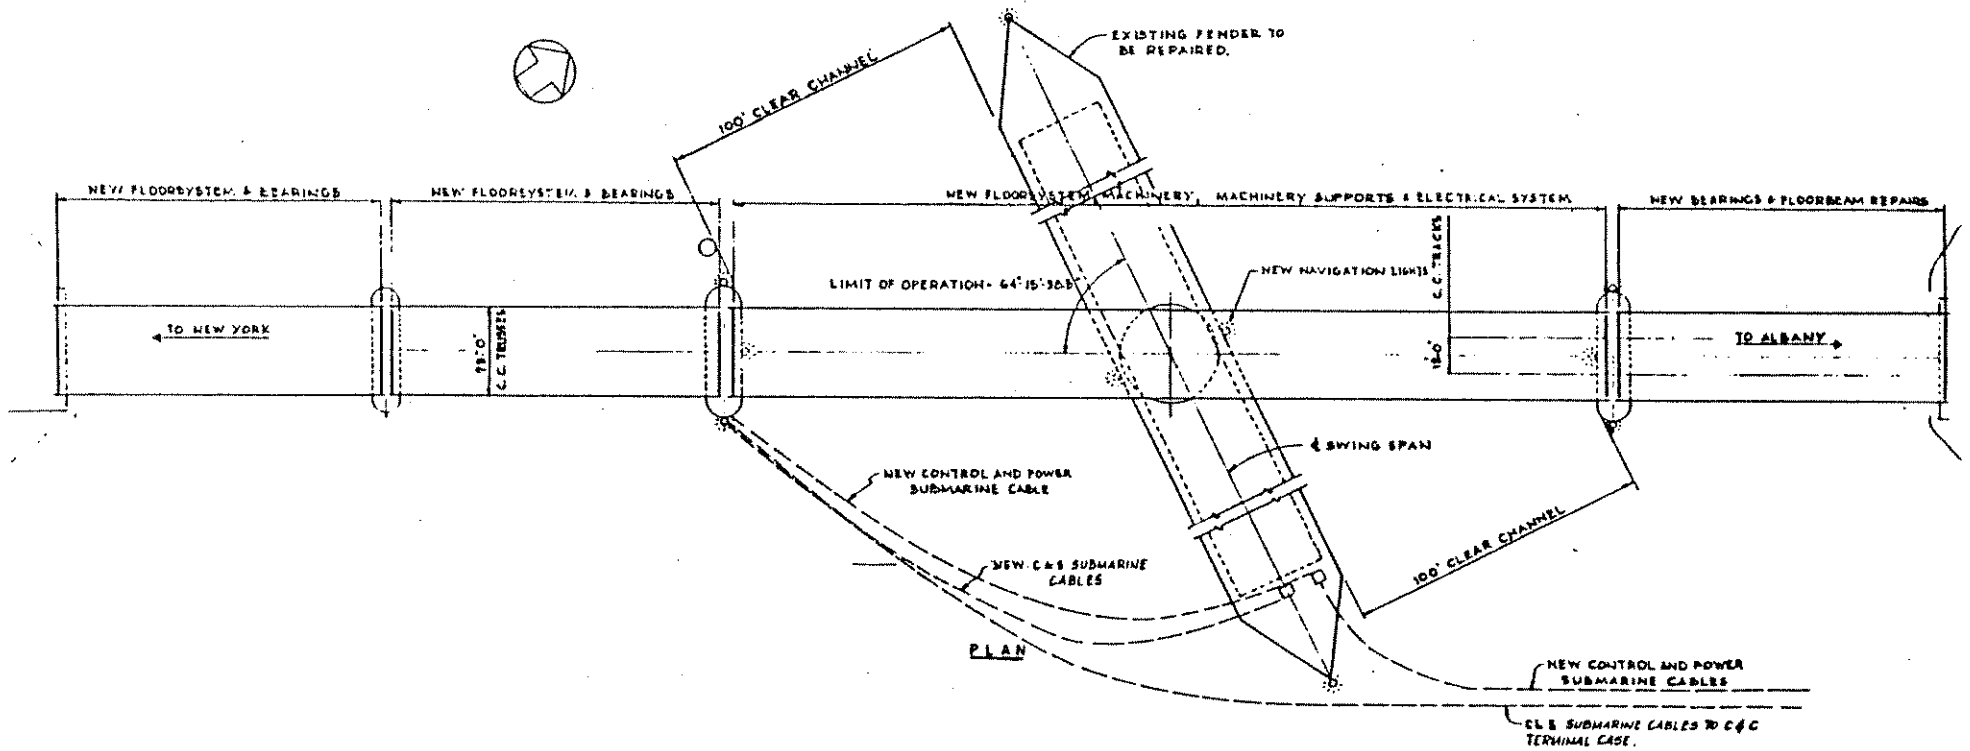 EXISTING FENDER TO
BE REPAIRED.
100' CLEAR CHANNEL
NEW FLOORSYSTEM & BEARINGS
NEW FLOORSYSTEM & BEARINGS
NEW FLOORSYSTEM, MACHINERY, MACHINERY SUPPORTS & ELECTRICAL SYSTEM
NEW BEARINGS & FLOORBEAM REPAIRS
LIMIT OF OPERATION
NEW NAVIGATION LIGHTS
C.C. TRACKS
TO NEW YORK
C.C. TRUSSES
TO ALBANY
℄ SWING SPAN
NEW CONTROL AND POWER
SUBMARINE CABLE
NEW C&S SUBMARINE
CABLES
100' CLEAR CHANNEL
PLAN
NEW CONTROL AND POWER
SUBMARINE CABLES
SUBMARINE CABLES TO
TERMINAL CASE.